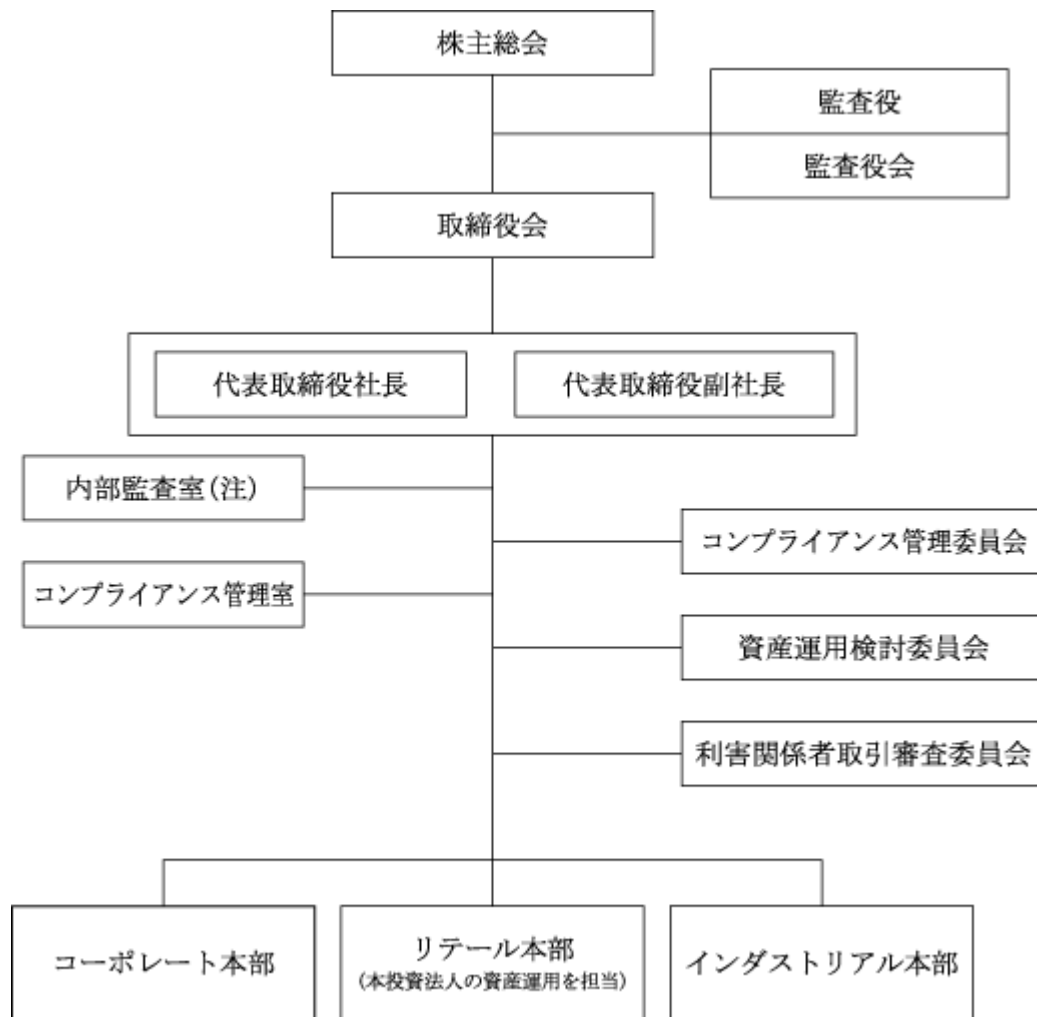 株主総会
監査役
監査役会
取締役会
代表取締役社長
代表取締役副社長
内部監査室(注)
コンプライアンス管理委員会
コンプライアンス管理室
資産運用検討委員会
利害関係者取引審査委員会
コーポレート本部
リテール本部
(本投資法人の資産運用を担当)
インダストリアル本部